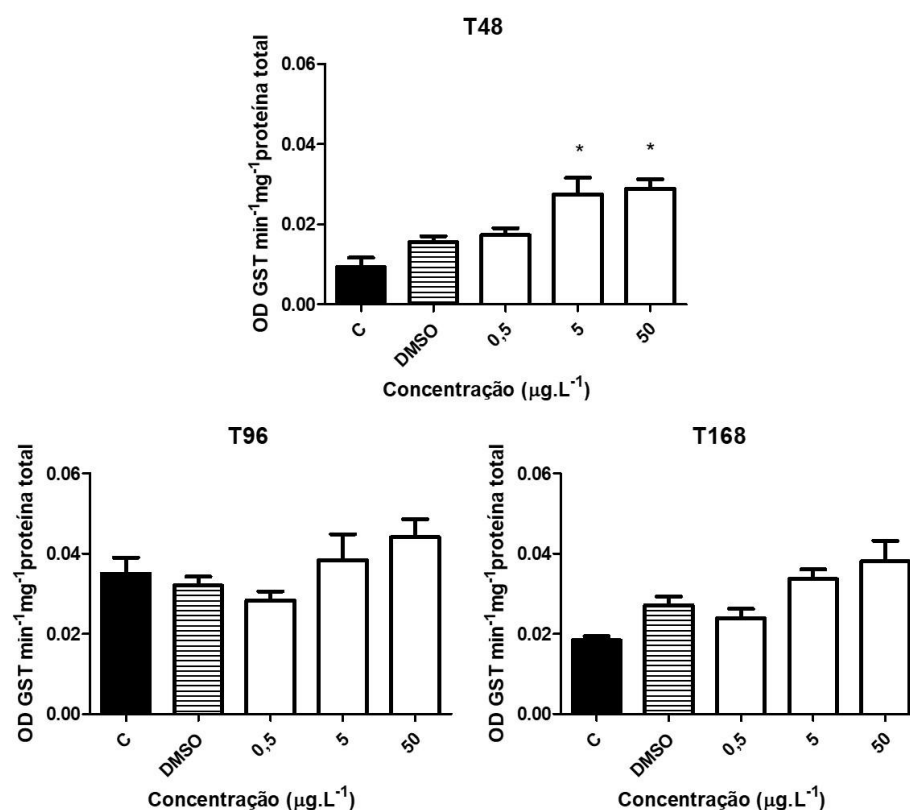 T48
OD GST min⁻¹mg⁻¹proteína total
0.06
0.04
0.02
0.00
* *
C DMSO 0,5 5 50
Concentração (µg.L⁻¹)
T96
OD GST min⁻¹mg⁻¹proteína total
0.06
0.04
0.02
0.00
C DMSO 0,5 5 50
Concentração (µg.L⁻¹)
T168
OD GST min⁻¹mg⁻¹proteína total
0.06
0.04
0.02
0.00
C DMSO 0,5 5 50
Concentração (µg.L⁻¹)